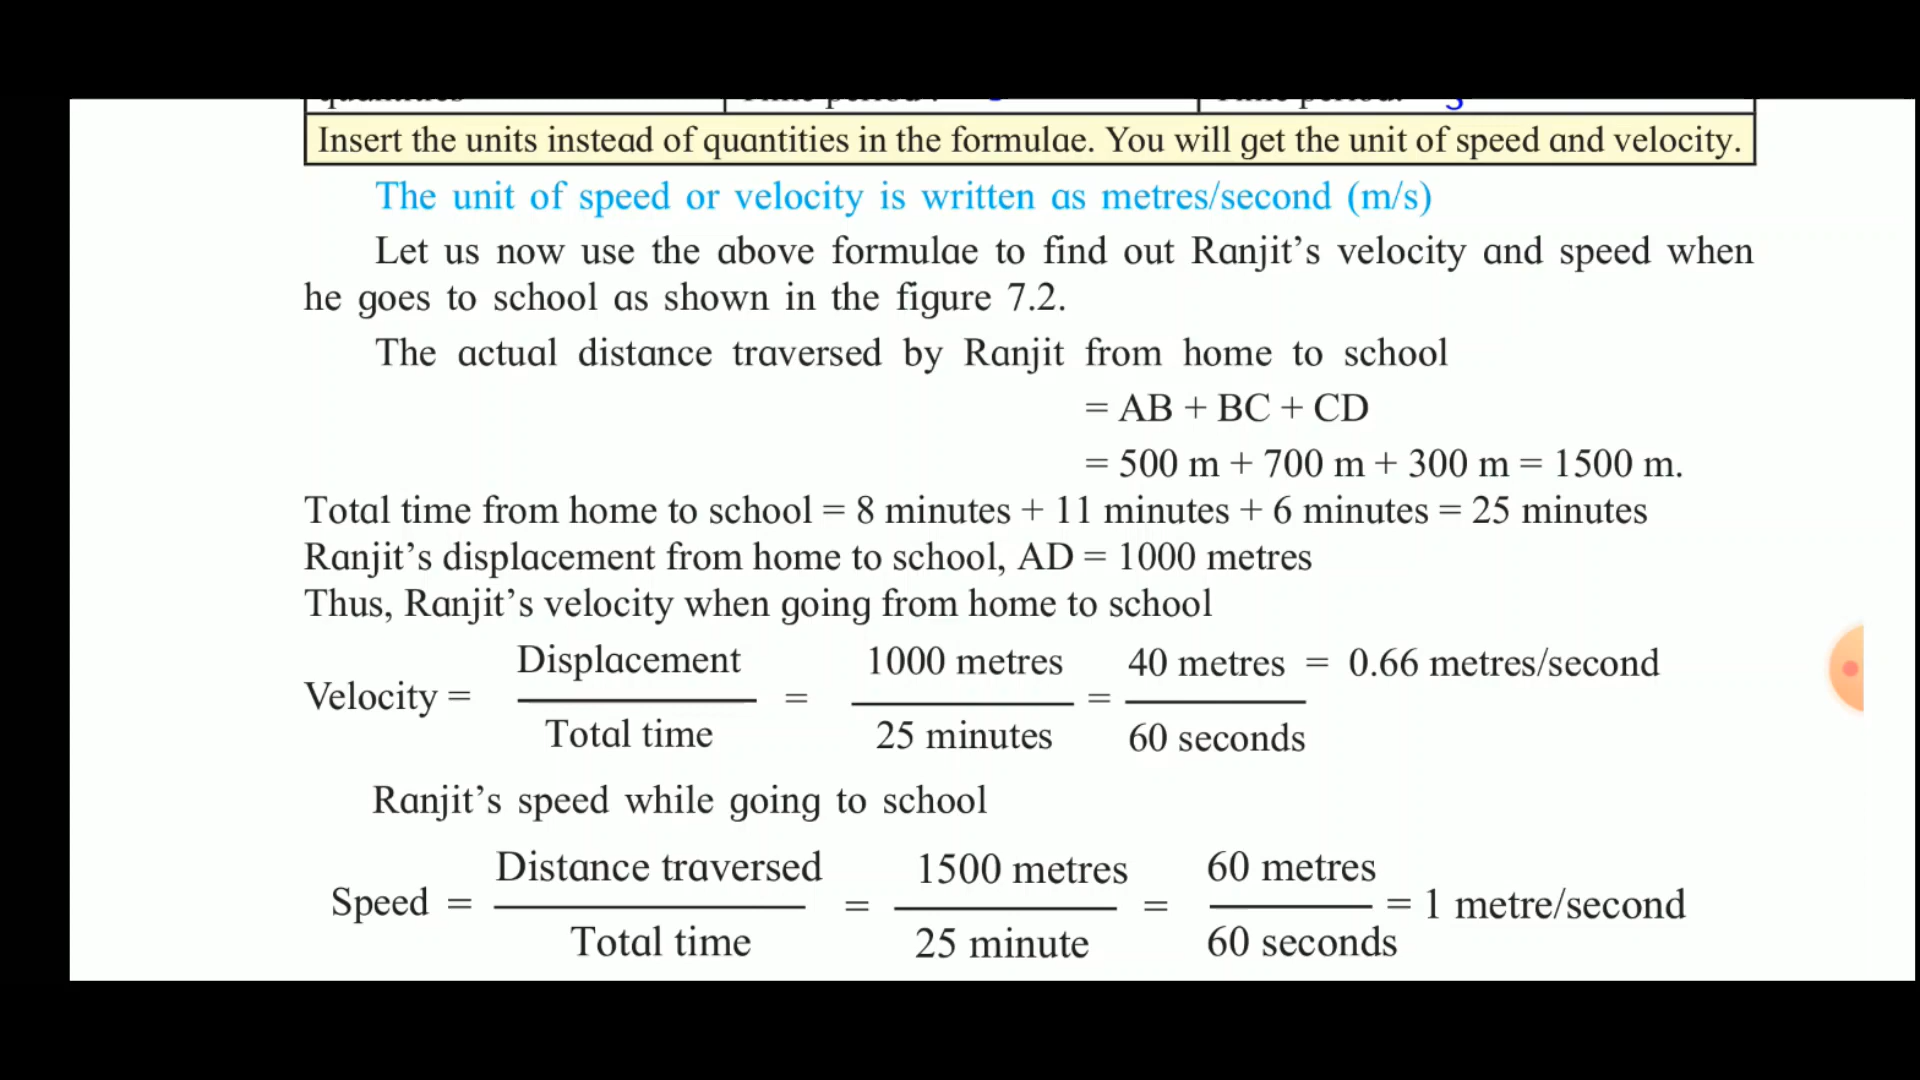 Insert the units instead of quantities in the formulae. You will get the unit of speed and velocity.
The unit of speed or velocity is written as metres/second (m/s)
Let us now use the above formulae to find out Ranjit’s velocity and speed when
he goes to school as shown in the figure 7.2.
The actual distance traversed by Ranjit from home to school
= AB + BC + CD
= 500 m + 700 m + 300 m = 1500 m.
Total time from home to school = 8 minutes + 11 minutes + 6 minutes = 25 minutes
Ranjit’s displacement from home to school, AD = 1000 metres
Thus, Ranjit’s velocity when going from home to school
Displacement 1000 metres 40 metres = 0.66 metres/second
Velocity = = =
Total time 25 minutes 60 seconds
Ranjit’s speed while going to school
Distance traversed 1500 metres 60 metres
Speed = = = = 1 metre/second
Total time 25 minute 60 seconds